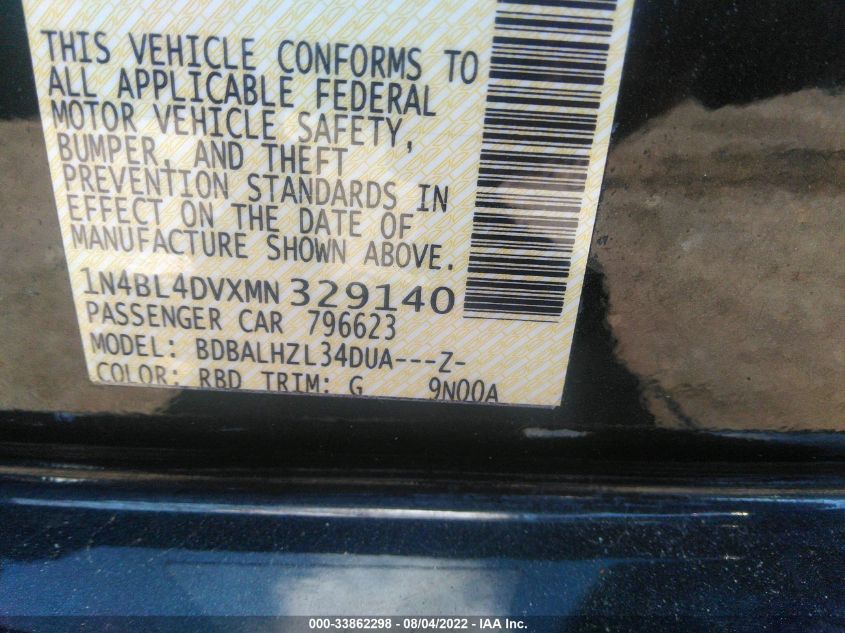 THIS VEHICLE CONFORMS TO
ALL APPLICABLE FEDERAL
MOTOR VEHICLE SAFETY,
BUMPER, AND THEFT
PREVENTION STANDARDS IN
EFFECT ON THE DATE OF
MANUFACTURE SHOWN ABOVE.
1N4BL4DVXMN 329140
PASSENGER CAR 796623
MODEL: BDBALHZL34DUA---Z-
COLOR: RBD TRIM: G 9N00A
000-33862298 - 08/04/2022 - IAA Inc.